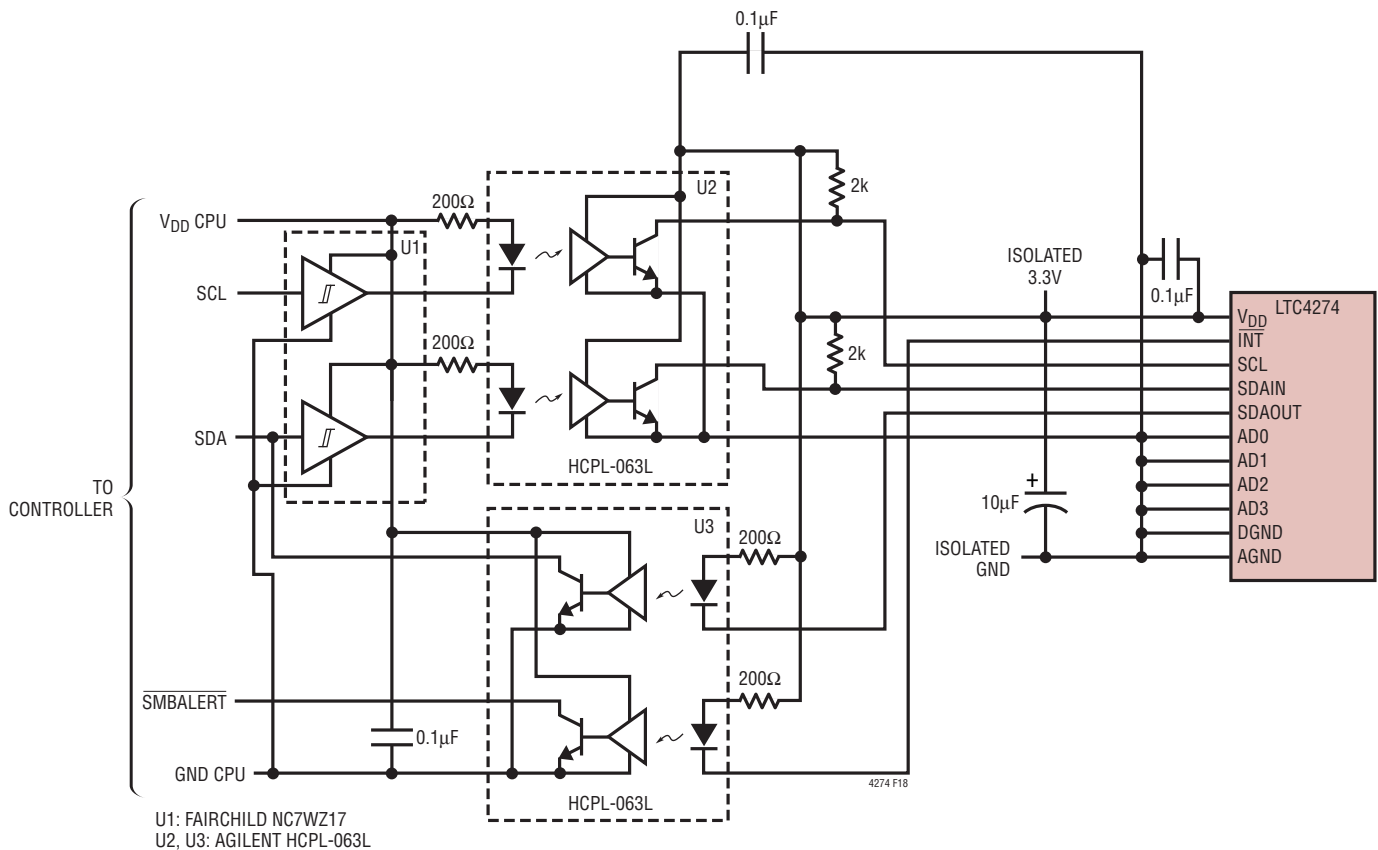 0.1µF
U2
2k
200Ω
V_DD CPU
U1
SCL
ISOLATED
3.3V
0.1µF
LTC4274
V_DD
I̅N̅T̅
SCL
SDAIN
SDAOUT
AD0
AD1
AD2
AD3
DGND
AGND
200Ω
2k
SDA
HCPL-063L
TO
CONTROLLER
+
10µF
ISOLATED
GND
U3
200Ω
200Ω
S̅M̅B̅A̅L̅E̅R̅T̅
0.1µF
GND CPU
4274 F18
HCPL-063L
U1: FAIRCHILD NC7WZ17
U2, U3: AGILENT HCPL-063L